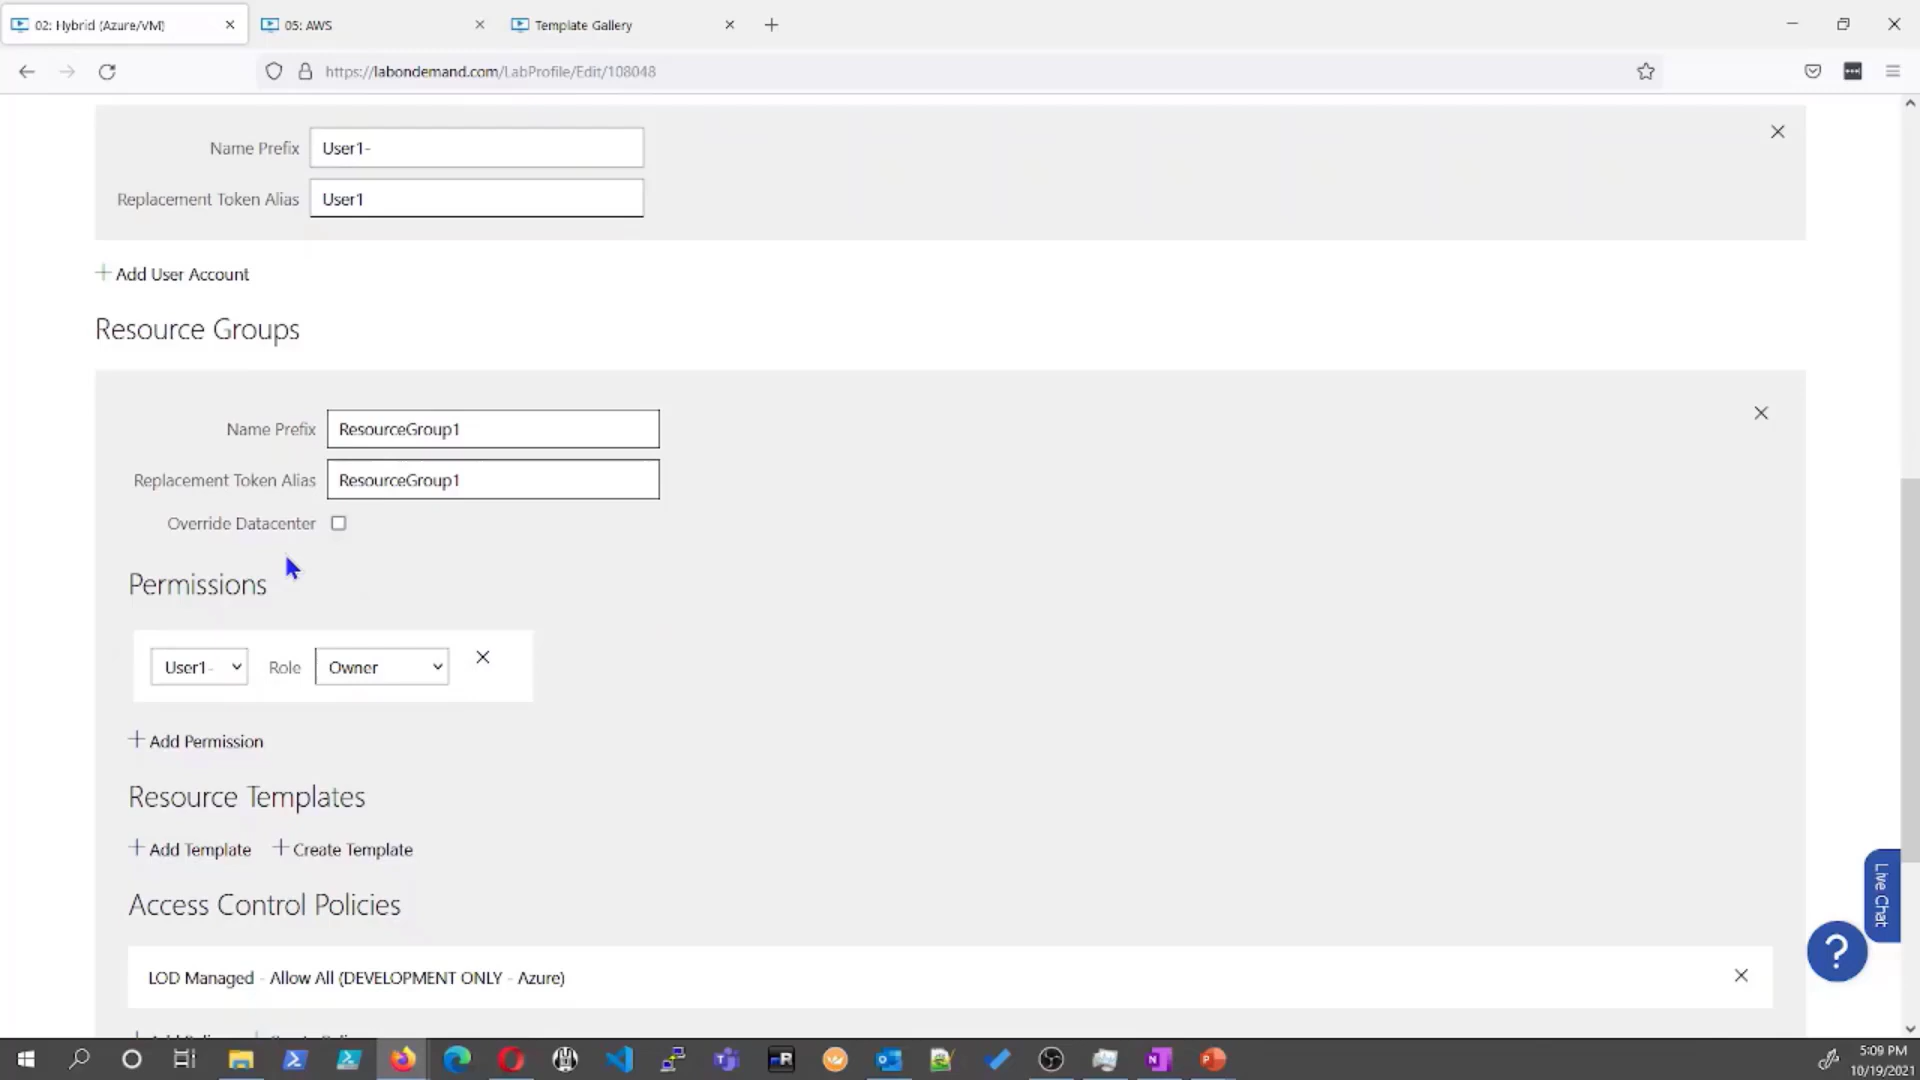 02: Hybrid (Azure/VM)
05: AWS
Template Gallery
https://labondemand.com/LabProfile/Edit/108048
Name Prefix User1-
Replacement Token Alias User1
Add User Account
Resource Groups
Name Prefix ResourceGroup1
Replacement Token Alias ResourceGroup1
Override Datacenter
Permissions
User1- Role Owner
Add Permission
Resource Templates
Add Template Create Template
Access Control Policies
LOD Managed - Allow All (DEVELOPMENT ONLY - Azure)
Live Chat
?
5:09 PM
10/19/2021